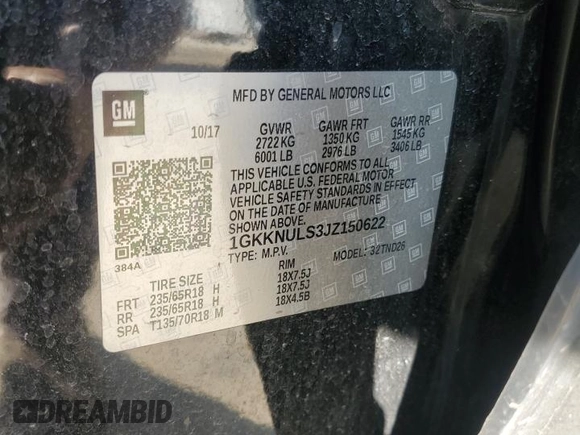 GM
MFD BY GENERAL MOTORS LLC
10/17
GVWR GAWR FRT GAWR RR
2722 KG 1350 KG 1545 KG
6001 LB 2976 LB 3406 LB
THIS VEHICLE CONFORMS TO ALL
APPLICABLE U.S. FEDERAL MOTOR
VEHICLE SAFETY STANDARDS IN EFFECT
ON THE DATE OF MANUFACTURE
SHOWN ABOVE.
1GKKNULS3JZ150622
TYPE: M.P.V. MODEL: 32TND26
384A
TIRE SIZE RIM
FRT 235/65R18 H 18X7.5J
RR 235/65R18 H 18X7.5J
SPA T135/70R18 M 18X4.5B
DREAMBID